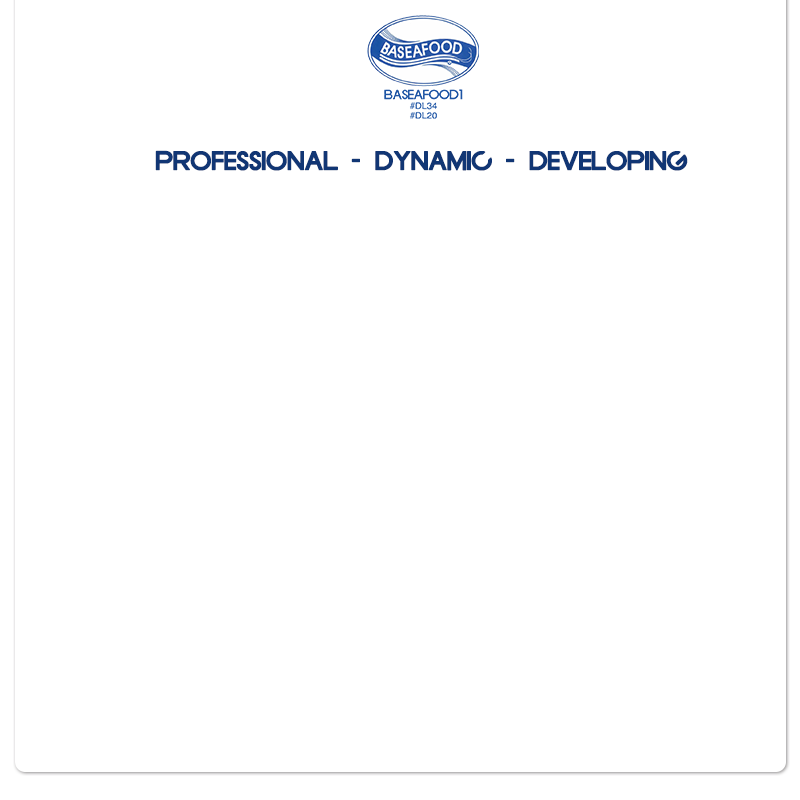 BASEAFOOD
BASEAFOOD1
#DL34
#DL20
PROFESSIONAL - DYNAMIC - DEVELOPING